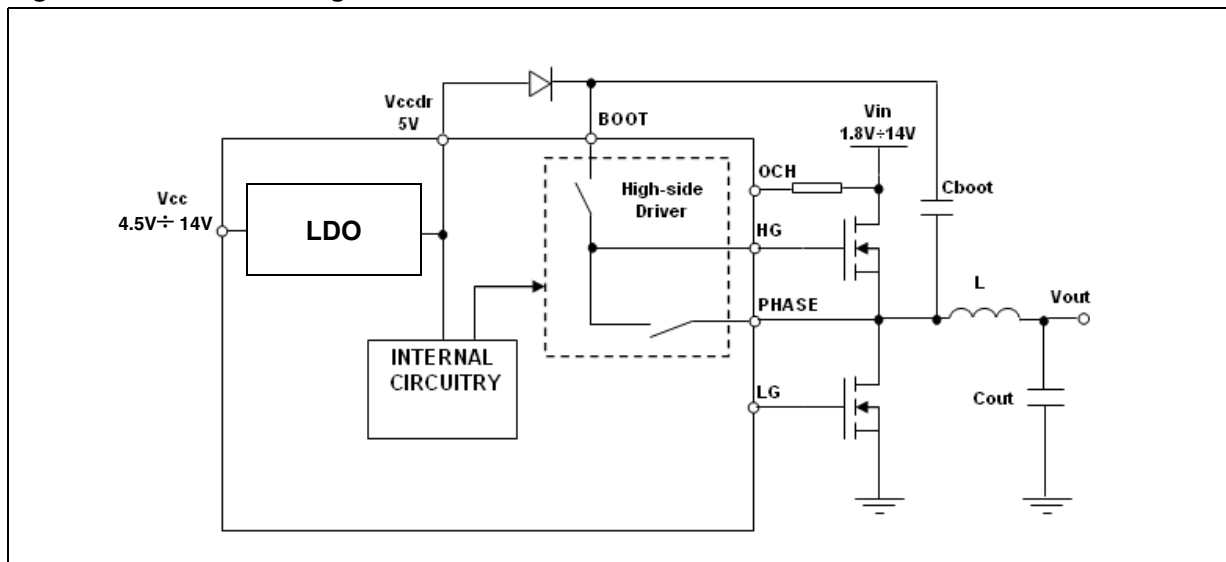 Vccdr
5V
BOOT
Vin
1.8V÷14V
OCH
High-side
Driver
Cboot
Vcc
4.5V÷ 14V
LDO
HG
L
Vout
PHASE
INTERNAL
CIRCUITRY
LG
Cout